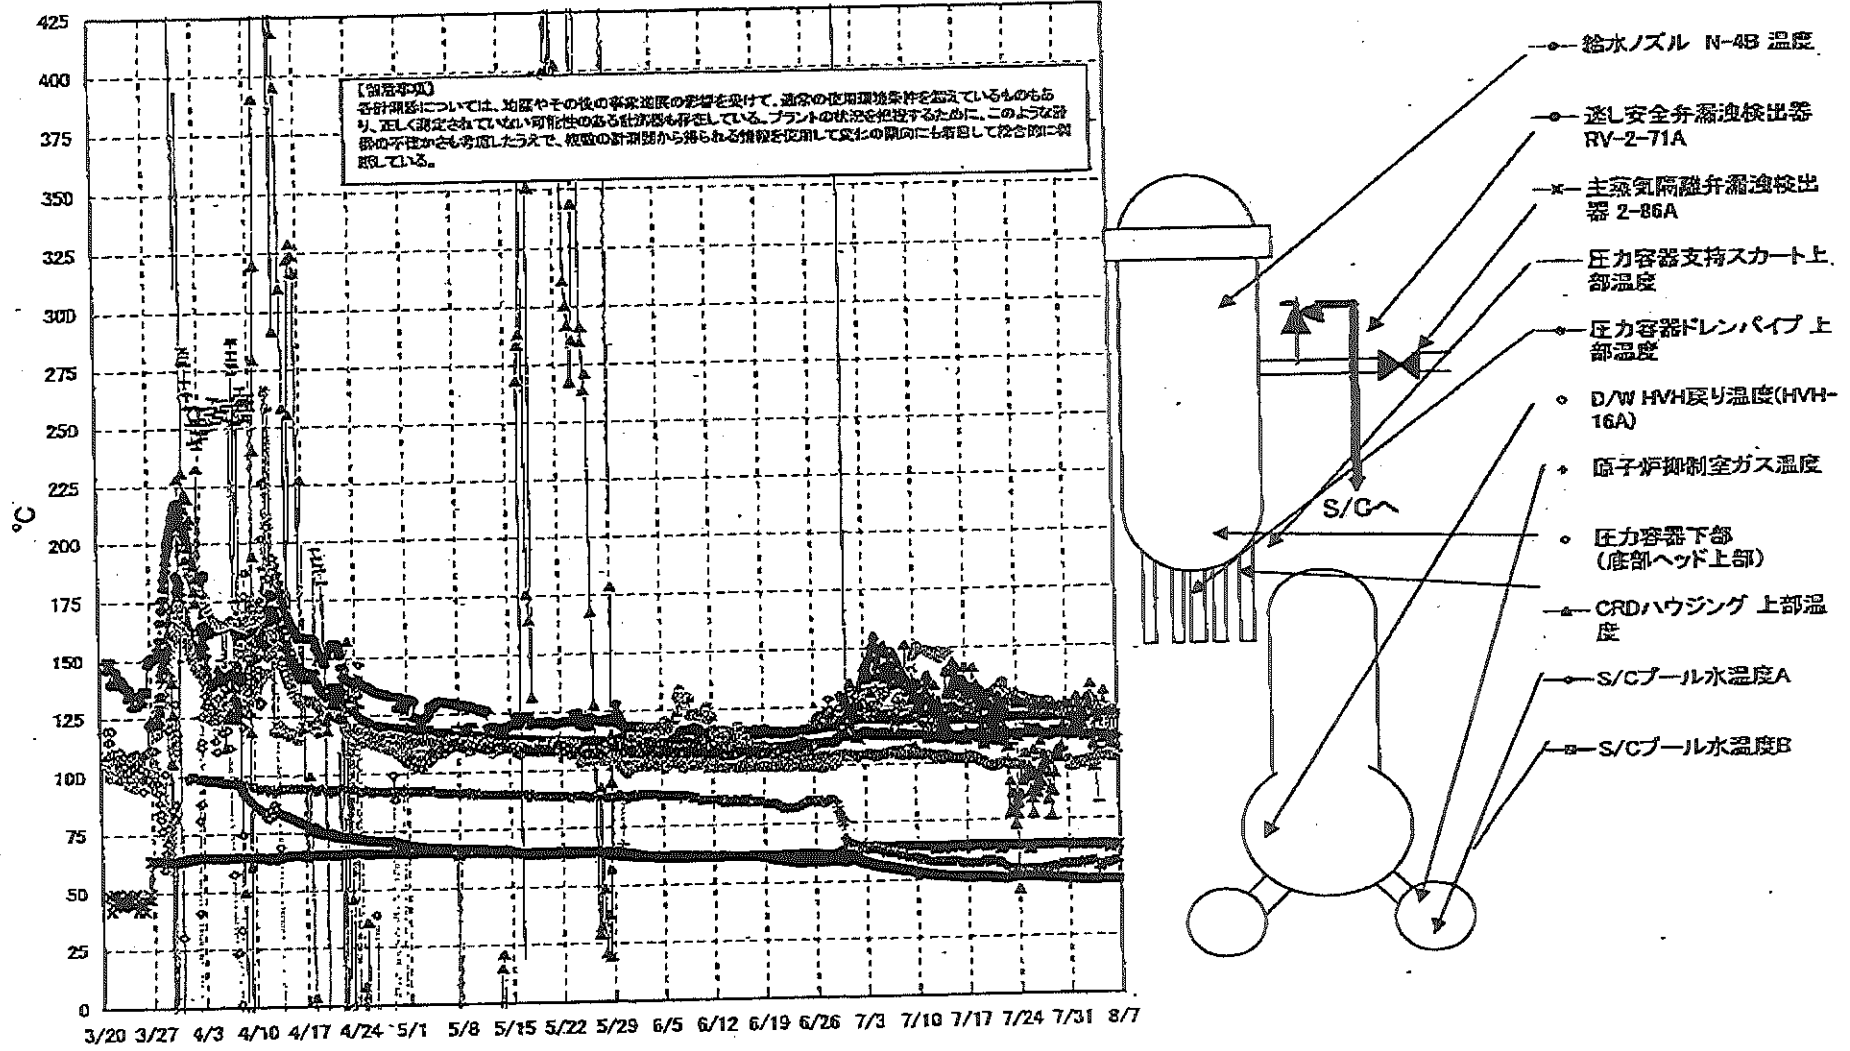 425
400
375
350
325
300
275
250
225
200
175
150
125
100
75
50
25
0
℃
3/20 3/27 4/3 4/10 4/17 4/24 5/1 5/8 5/15 5/22 5/29 6/5 6/12 6/19 6/26 7/3 7/10 7/17 7/24 7/31 8/7
【留意事項】
各計測器については、地震やその後の事象進展の影響を受けて、通常の使用環境条件を超えているものもあ
り、正しく測定されていない可能性のある計測器も存在している。プラントの状況を把握するために、このような計
器の不確かさも考慮したうえで、複数の計測器から得られる情報を使用して変化の傾向にも着目して総合的に判
断している。
給水ノズル N-4B 温度
逃し安全弁漏洩検出器
RV-2-71A
主蒸気隔離弁漏洩検出
器 2-86A
圧力容器支持スカート上
部温度
圧力容器ドレンパイプ 上
部温度
D/W HVH戻り温度(HVH-
16A)
原子炉抑制室ガス温度
圧力容器下部
(底部ヘッド上部)
CRDハウジング 上部温
度
S/Cプール水温度A
S/Cプール水温度B
S/Cへ